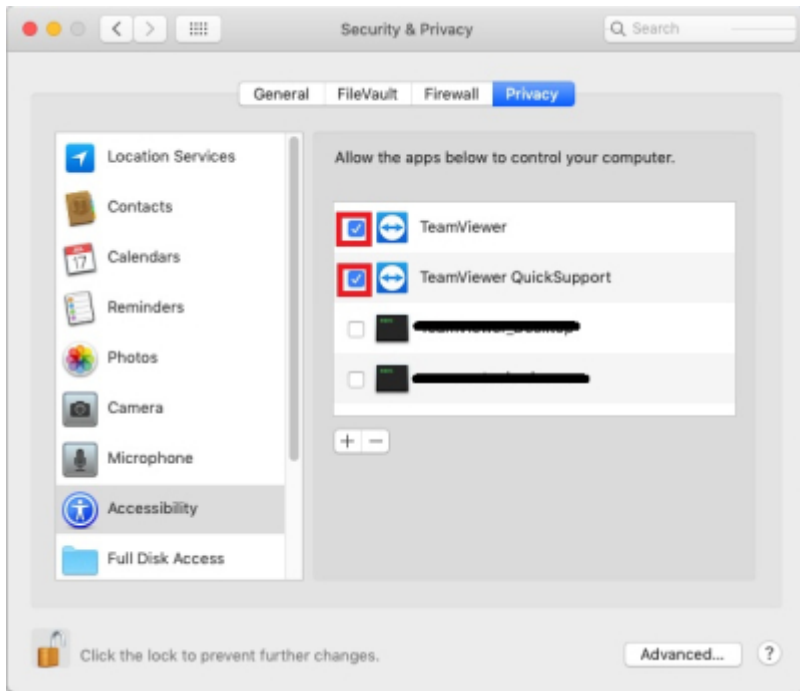 Security & Privacy
Search
General FileVault Firewall Privacy
Location Services
Contacts
JUL
17
Calendars
Reminders
Photos
Camera
Microphone
Accessibility
Full Disk Access
Allow the apps below to control your computer.
TeamViewer
TeamViewer QuickSupport
+ −
Click the lock to prevent further changes.
Advanced... ?